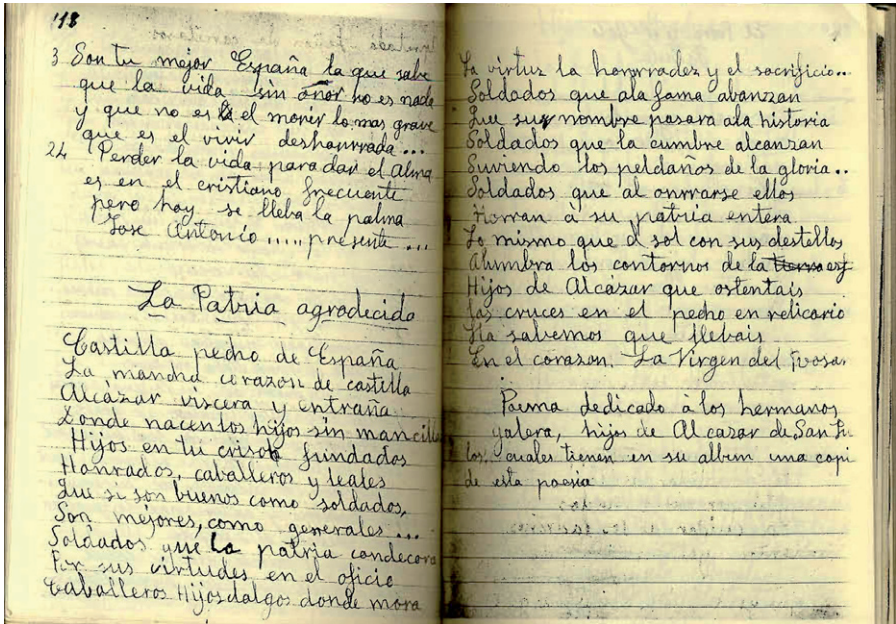 118
3 Son tu mejor España la que sabe
que la vida sin onor no es nada
y que no es el morir lo mas grave
que es el vivir deshonrrada...
24 Perder la vida para dar el Alma
es en el cristiano frecuente
pero hoy se lleba la palma
Jose Antonio..... presente...
La Patria agradecida
Castilla pecho de España
La mancha corazon de castilla
Alcázar viscera y entraña
Donde nacen los hijos sin mancilla
Hijos en tu crisol fundados
Honrados, caballeros y leales
Que si son buenos como soldados,
Son mejores, como generales...
Soldados que la patria condecora
Por sus virtudes en el oficio
Caballeros Hijosdalgos donde mora
La virtuz la honrradez y el sacrificio...
Soldados que ala fama abanzan
Que sus nombre pasara ala historia
Soldados que la cumbre alcanzan
Suviendo los peldaños de la gloria..
Soldados que al onrrarse ellos
Honran à su patria entera
Lo mismo que el sol con sus destellos
Alumbra los contornos de la
Hijos de Alcázar que ostentais
las cruces en el pecho en relicario
Ya sabemos que llebais
En el corazon. La Virgen del Rosa.
Poema dedicado à los hermanos
galera, hijos de Alcazar de San Ju
los cuales tienen en su album una copi
de esta poesia